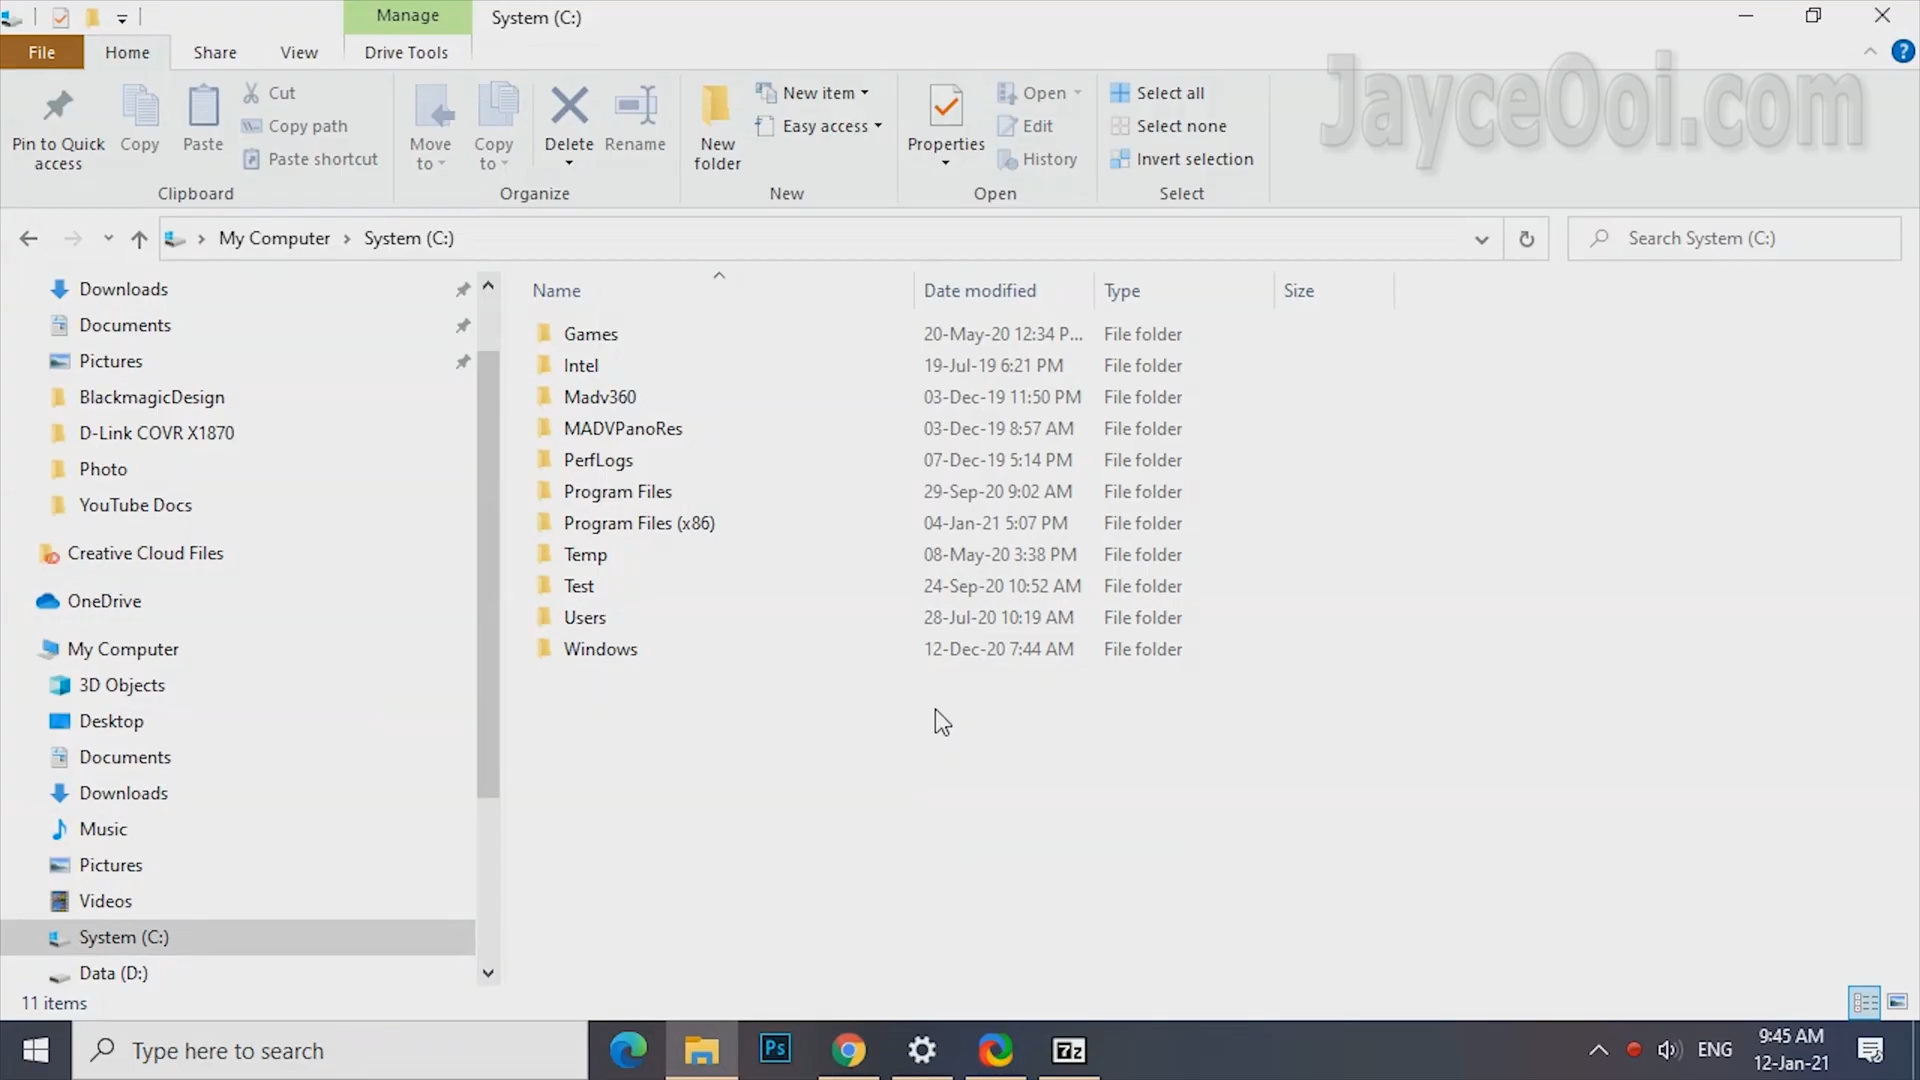 Manage
System (C:)
File
Home
Share
View
Drive Tools
JayceOoi.com
Pin to Quick access
Copy
Paste
Cut
Copy path
Paste shortcut
Clipboard
Move to
Copy to
Delete
Rename
Organize
New folder
New item
Easy access
New
Properties
Open
Edit
History
Open
Select all
Select none
Invert selection
Select
My Computer
System (C:)
Search System (C:)
Downloads
Documents
Pictures
BlackmagicDesign
D-Link COVR X1870
Photo
YouTube Docs
Creative Cloud Files
OneDrive
My Computer
3D Objects
Desktop
Documents
Downloads
Music
Pictures
Videos
System (C:)
Data (D:)
Name Date modified Type Size
Games 20-May-20 12:34 P... File folder
Intel 19-Jul-19 6:21 PM File folder
Madv360 03-Dec-19 11:50 PM File folder
MADVPanoRes 03-Dec-19 8:57 AM File folder
PerfLogs 07-Dec-19 5:14 PM File folder
Program Files 29-Sep-20 9:02 AM File folder
Program Files (x86) 04-Jan-21 5:07 PM File folder
Temp 08-May-20 3:38 PM File folder
Test 24-Sep-20 10:52 AM File folder
Users 28-Jul-20 10:19 AM File folder
Windows 12-Dec-20 7:44 AM File folder
11 items
Type here to search
Ps
7z
ENG
9:45 AM
12-Jan-21